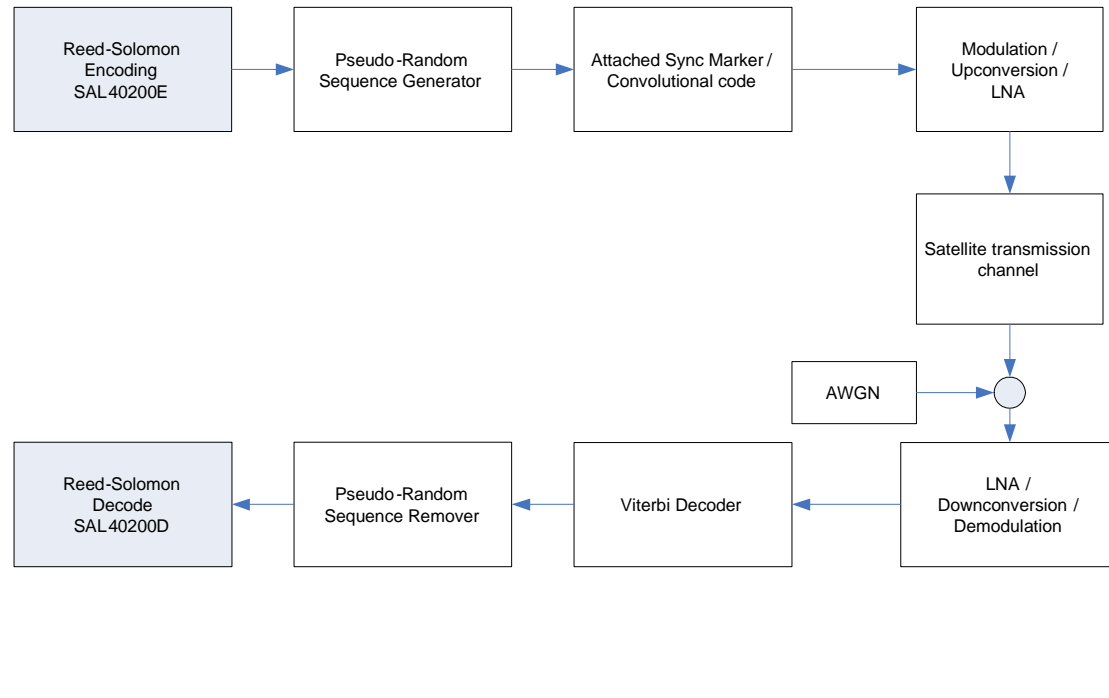 Reed-Solomon
Encoding
SAL40200E
Pseudo-Random
Sequence Generator
Attached Sync Marker /
Convolutional code
Modulation /
Upconversion /
LNA
Satellite transmission
channel
AWGN
LNA /
Downconversion /
Demodulation
Viterbi Decoder
Pseudo-Random
Sequence Remover
Reed-Solomon
Decode
SAL40200D